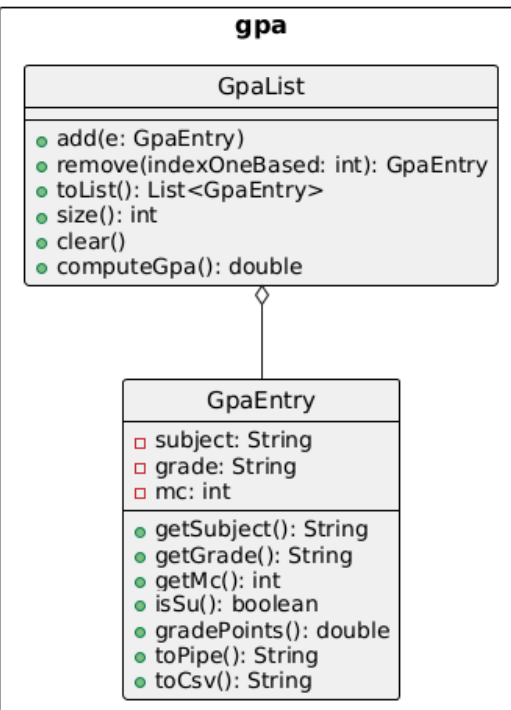 gpa
GpaList
add(e: GpaEntry)
remove(indexOneBased: int): GpaEntry
toList(): List<GpaEntry>
size(): int
clear()
computeGpa(): double
GpaEntry
subject: String
grade: String
mc: int
getSubject(): String
getGrade(): String
getMc(): int
isSu(): boolean
gradePoints(): double
toPipe(): String
toCsv(): String